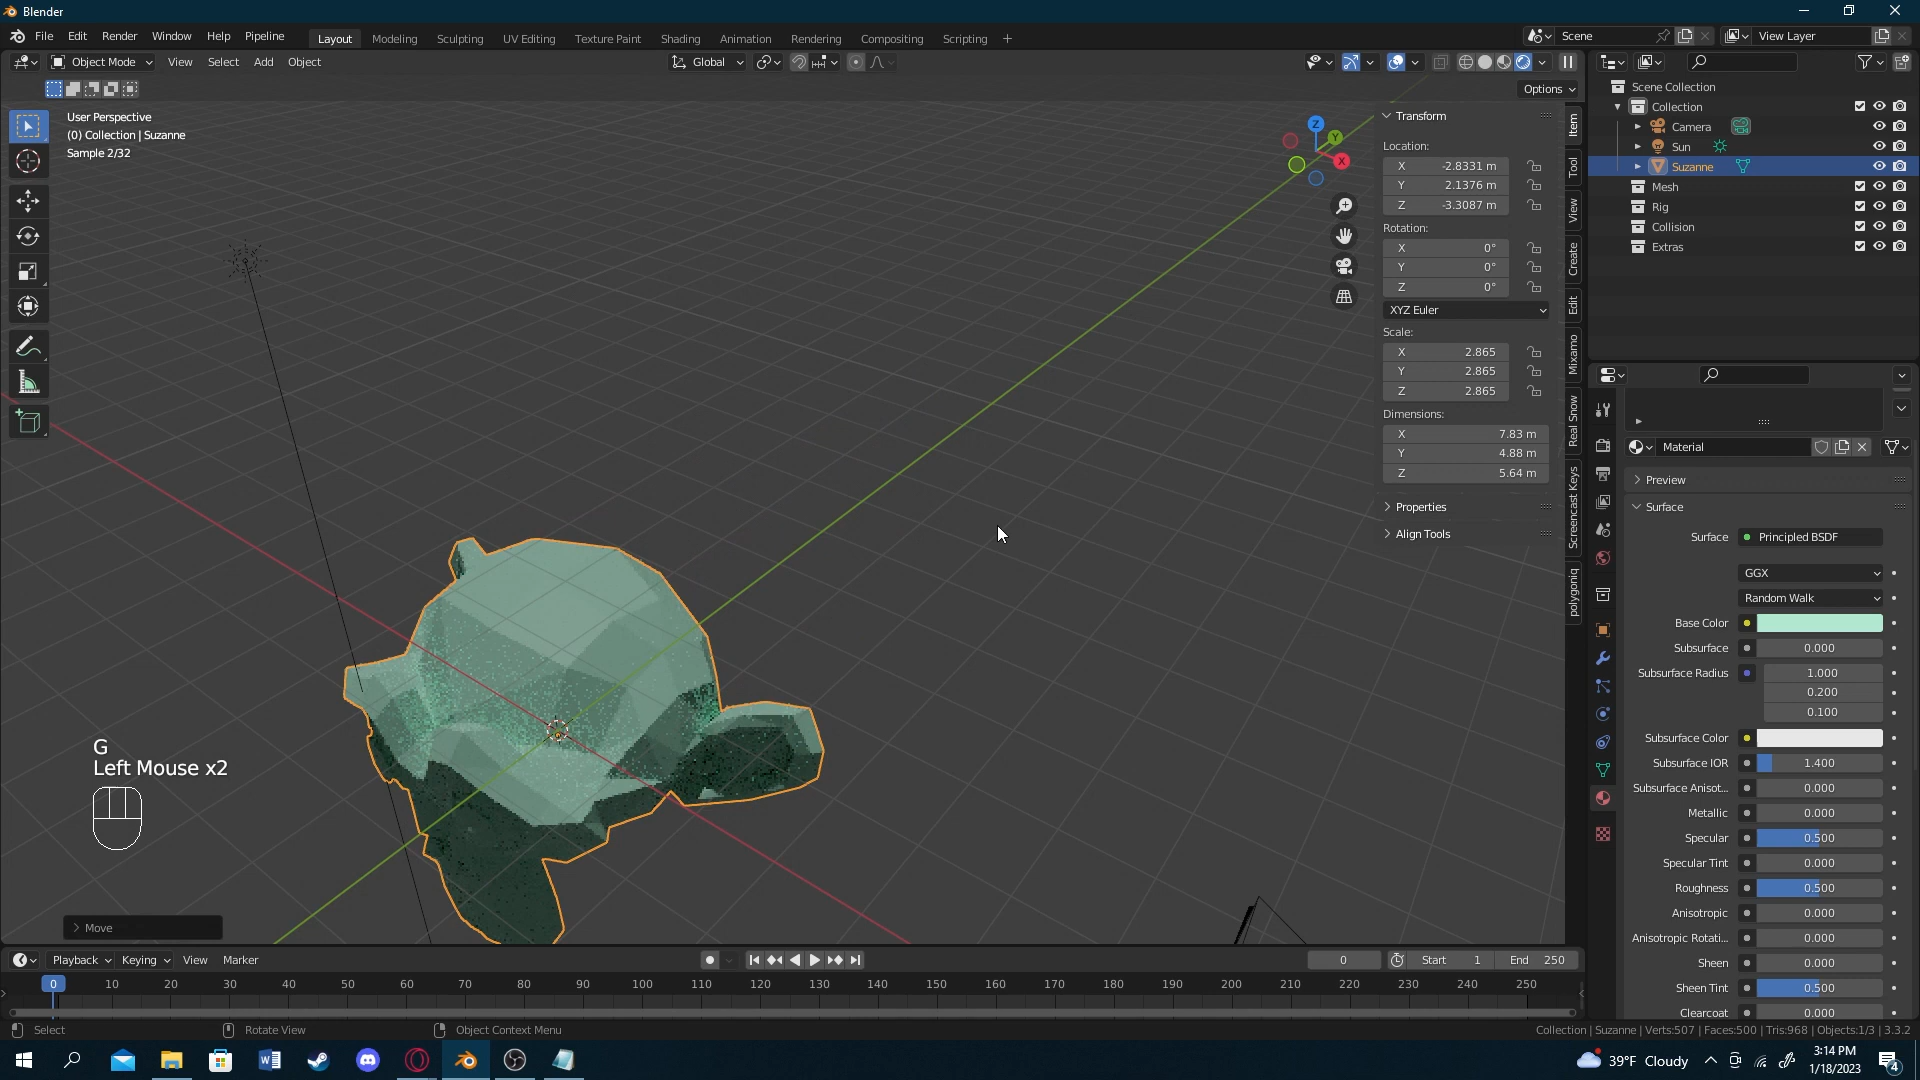 Blender
File Edit Render Window Help Pipeline
Layout Modeling Sculpting UV Editing Texture Paint Shading Animation Rendering Compositing Scripting +
Scene
View Layer
Object Mode View Select Add Object
Global
Options
User Perspective
(0) Collection | Suzanne
Sample 2/32
Z
Y
X
Transform
Location:
X -2.8331 m
Y 2.1376 m
Z -3.3087 m
Rotation:
X 0°
Y 0°
Z 0°
XYZ Euler
Scale:
X 2.865
Y 2.865
Z 2.865
Dimensions:
X 7.83 m
Y 4.88 m
Z 5.64 m
Properties
Align Tools
Item
Tool
View
Create
Edit
Mixamo
Real Snow
Screencast Keys
polygoniq
Scene Collection
Collection
Camera
Sun
Suzanne
Mesh
Rig
Collision
Extras
Material
Preview
Surface
Surface Principled BSDF
GGX
Random Walk
Base Color
Subsurface 0.000
Subsurface Radius 1.000
0.200
0.100
Subsurface Color
Subsurface IOR 1.400
Subsurface Anisot... 0.000
Metallic 0.000
Specular 0.500
Specular Tint 0.000
Roughness 0.500
Anisotropic 0.000
Anisotropic Rotati... 0.000
Sheen 0.000
Sheen Tint 0.500
Clearcoat 0.000
G
Left Mouse x2
Move
Playback Keying View Marker
0
Start 1 End 250
0 10 20 30 40 50 60 70 80 90 100 110 120 130 140 150 160 170 180 190 200 210 220 230 240 250
Select Rotate View Object Context Menu
Collection | Suzanne | Verts:507 | Faces:500 | Tris:968 | Objects:1/3 | 3.3.2
39°F Cloudy
3:14 PM
1/18/2023
4